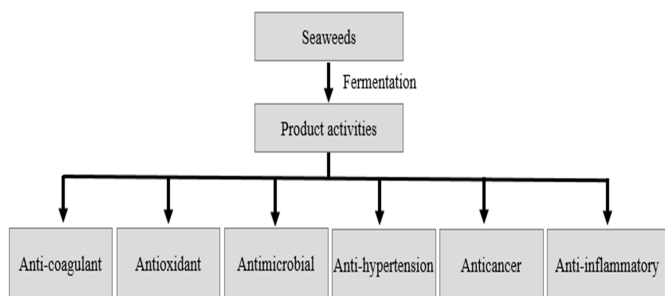 Seaweeds
Fermentation
Product activities
Anti-coagulant
Antioxidant
Antimicrobial
Anti-hypertension
Anticancer
Anti-inflammatory